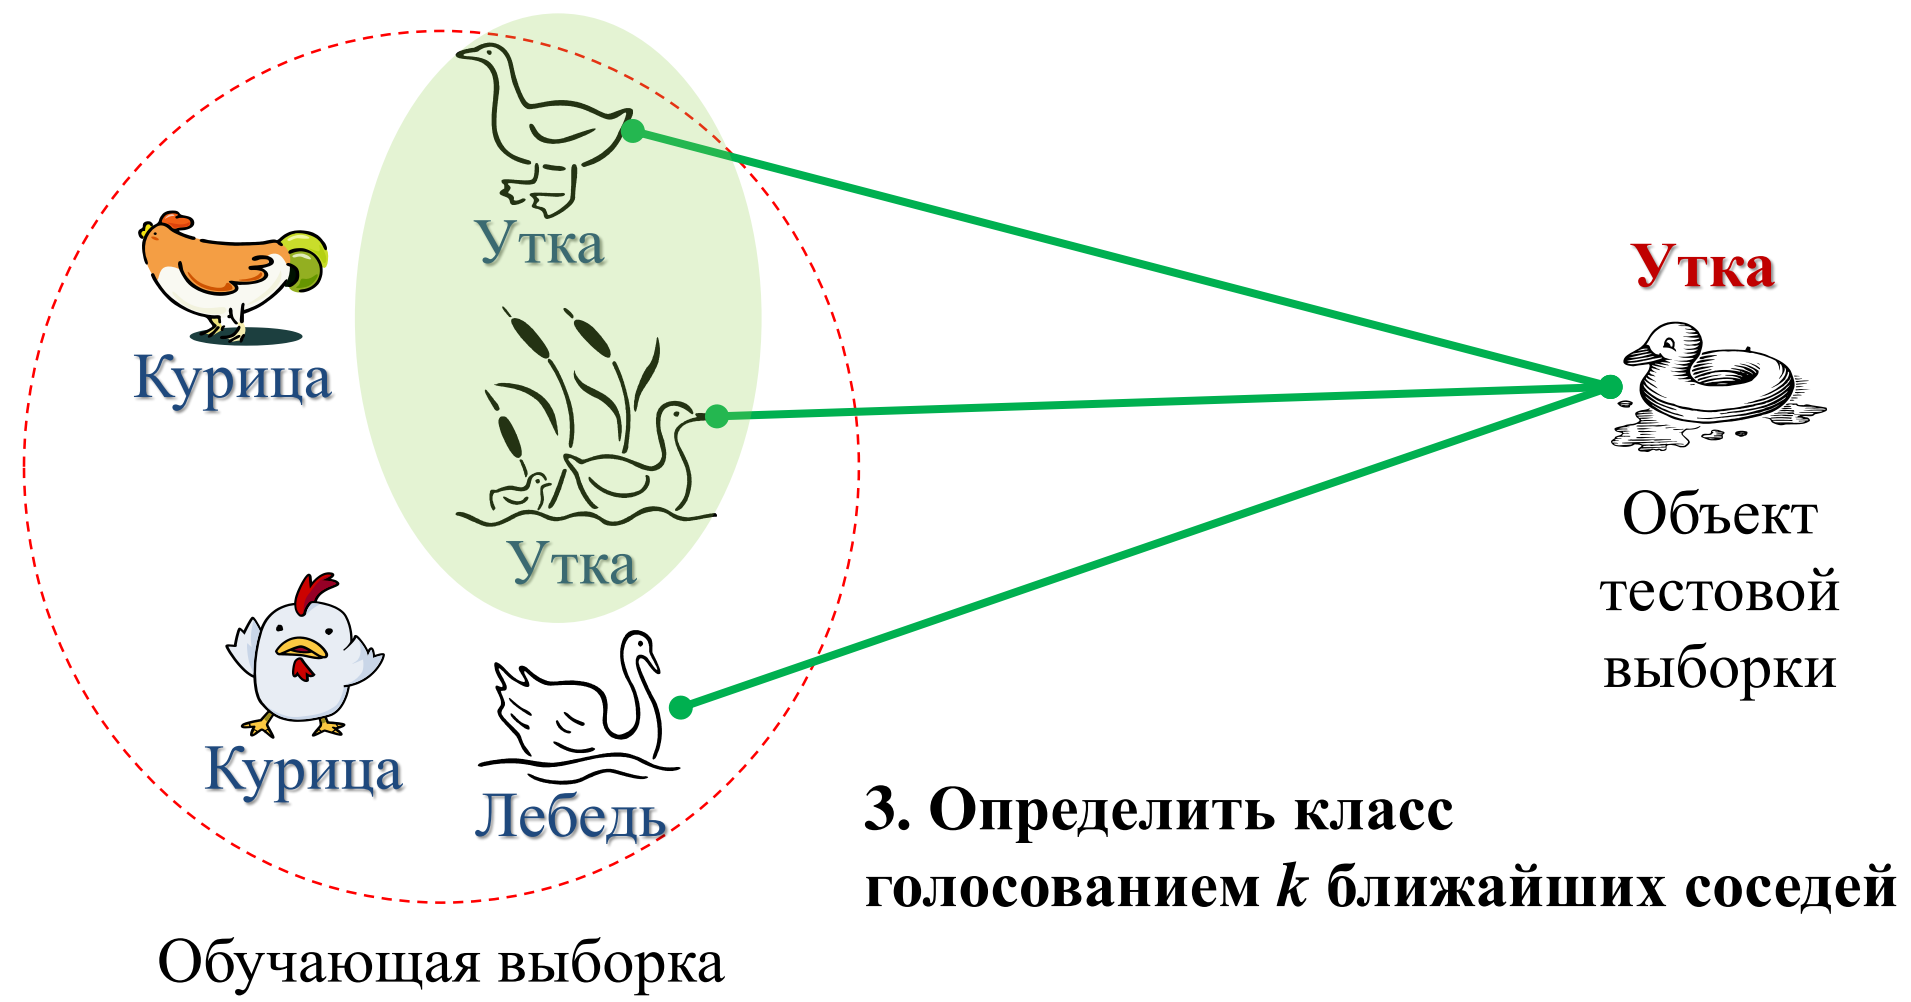 Утка
Курица
Утка
Курица
Лебедь
Обучающая выборка
Утка
Объект
тестовой
выборки
3. Определить класс
голосованием k ближайших соседей